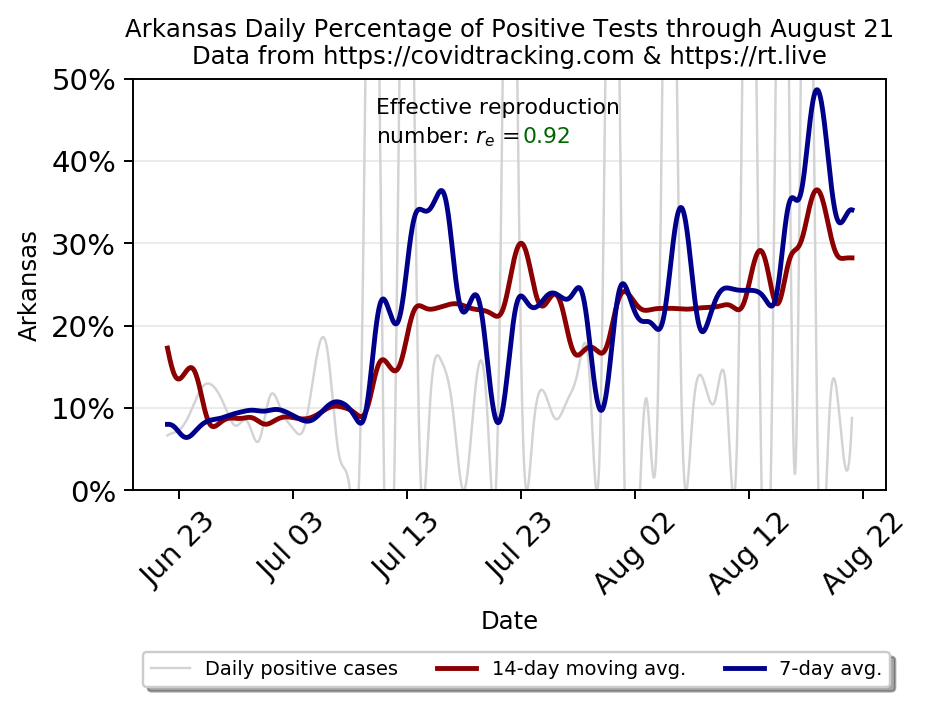 Arkansas Daily Percentage of Positive Tests through August 21
Data from https://covidtracking.com & https://rt.live
Effective reproduction
number: rₑ =0.92
50%
40%
30%
20%
10%
0%
Arkansas
Jun 23
Jul 03
Jul 13
Jul 23
Aug 02
Aug 12
Aug 22
Date
Daily positive cases
14-day moving avg.
7-day avg.